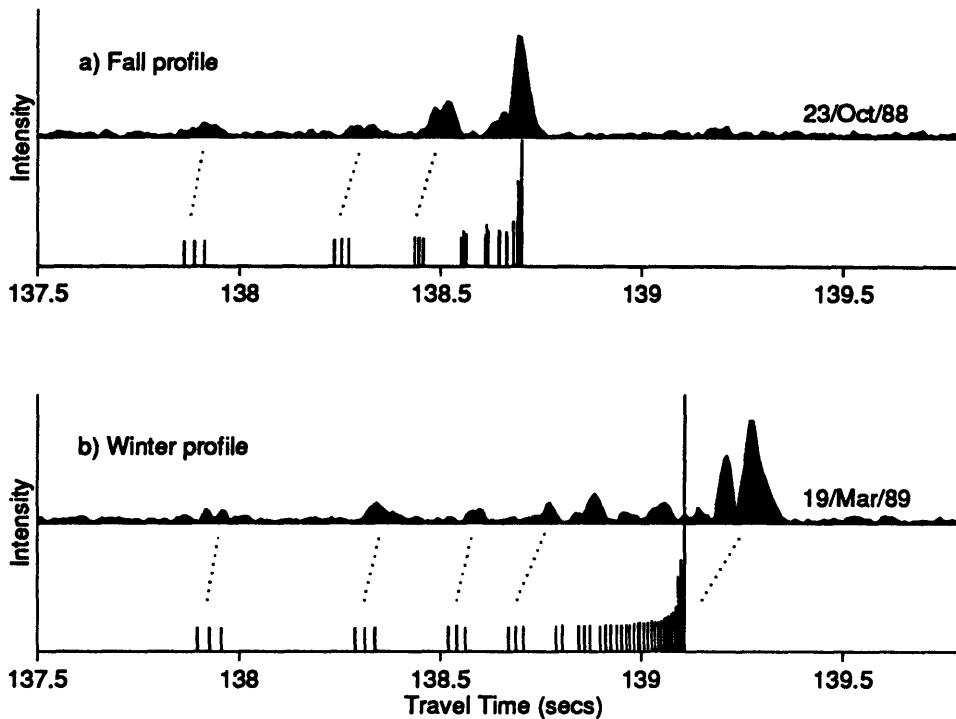 a) Fall profile
23/Oct/88
Intensity
137.5 138 138.5 139 139.5
b) Winter profile
19/Mar/89
Intensity
137.5 138 138.5 139 139.5
Travel Time (secs)